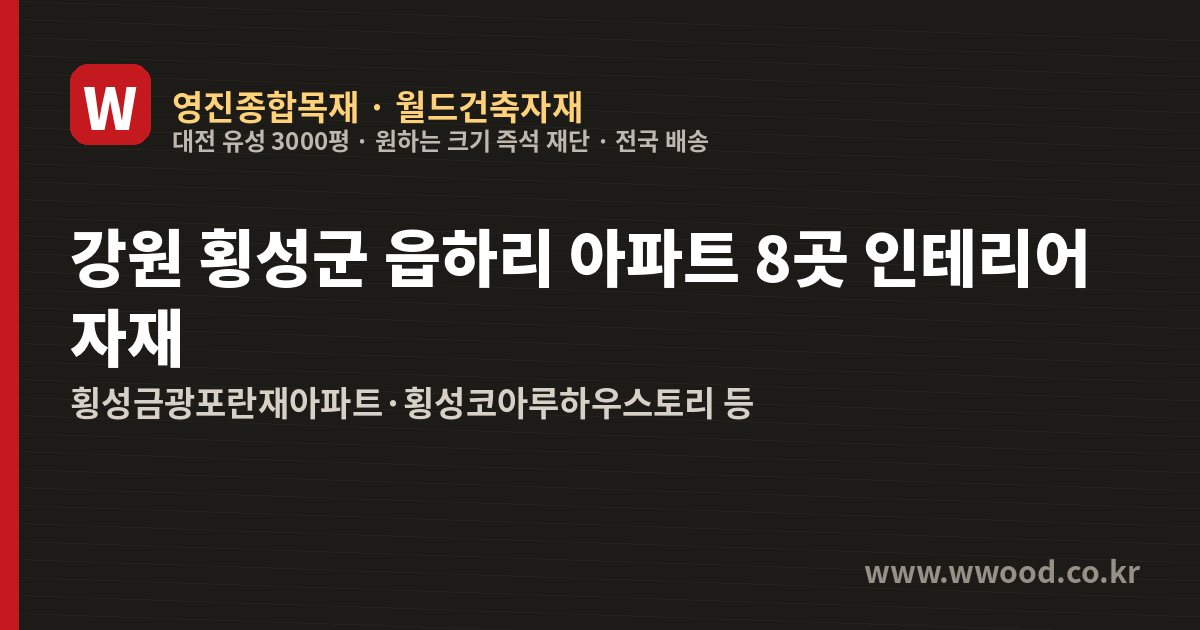 W
영진종합목재 · 월드건축자재
대전 유성 3000평 · 원하는 크기 즉석 재단 · 전국 배송
강원 횡성군 읍하리 아파트 8곳 인테리어
자재
횡성금광포란재아파트·횡성코아루하우스토리 등
www.wwood.co.kr